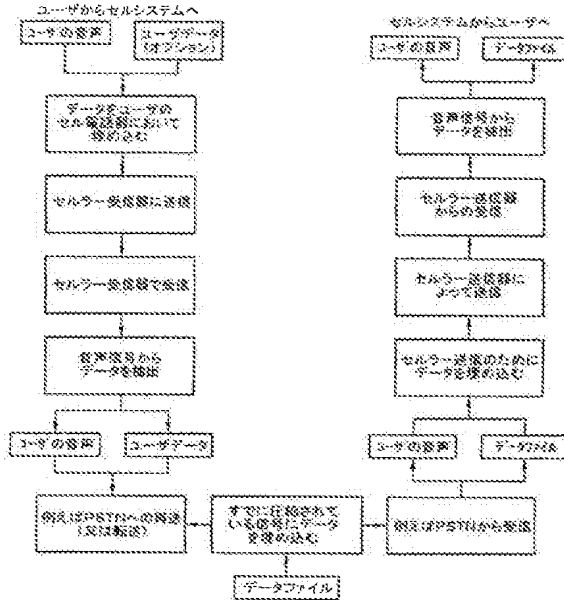 ユーザからセルシステムへ
ユーザの音声
ユーザデータ
(オプション)
データをユーザの
セル電話器において
埋め込む
セルラー受信器に送信
セルラー受信器で受信
音声信号から
データを抽出
ユーザの音声
ユーザデータ
例えばPSTNへの再送
(又は転送)
すでに圧縮されて
いる信号にデータ
を埋め込む
データファイル
セルシステムからユーザへ
ユーザの音声
データファイル
音声信号から
データを抽出
セルラー送信器
からの受信
セルラー送信器に
よって送信
セルラー送信のために
データを埋め込む
ユーザの音声
データファイル
例えばPSTNから受信